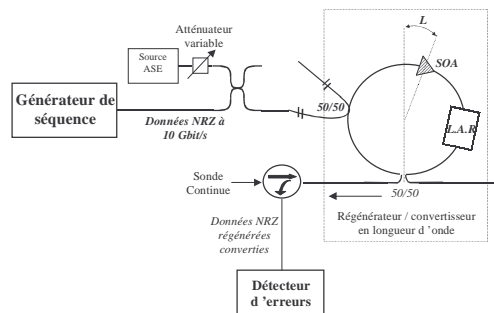 Atténuateur
variable
Source
ASE
Générateur de
séquence
Données NRZ à
10 Gbit/s
50/50
L
SOA
L.A.R
50/50
Sonde
Continue
Données NRZ
régénérées
converties
Régénérateur / convertisseur
en longueur d 'onde
Détecteur
d 'erreurs